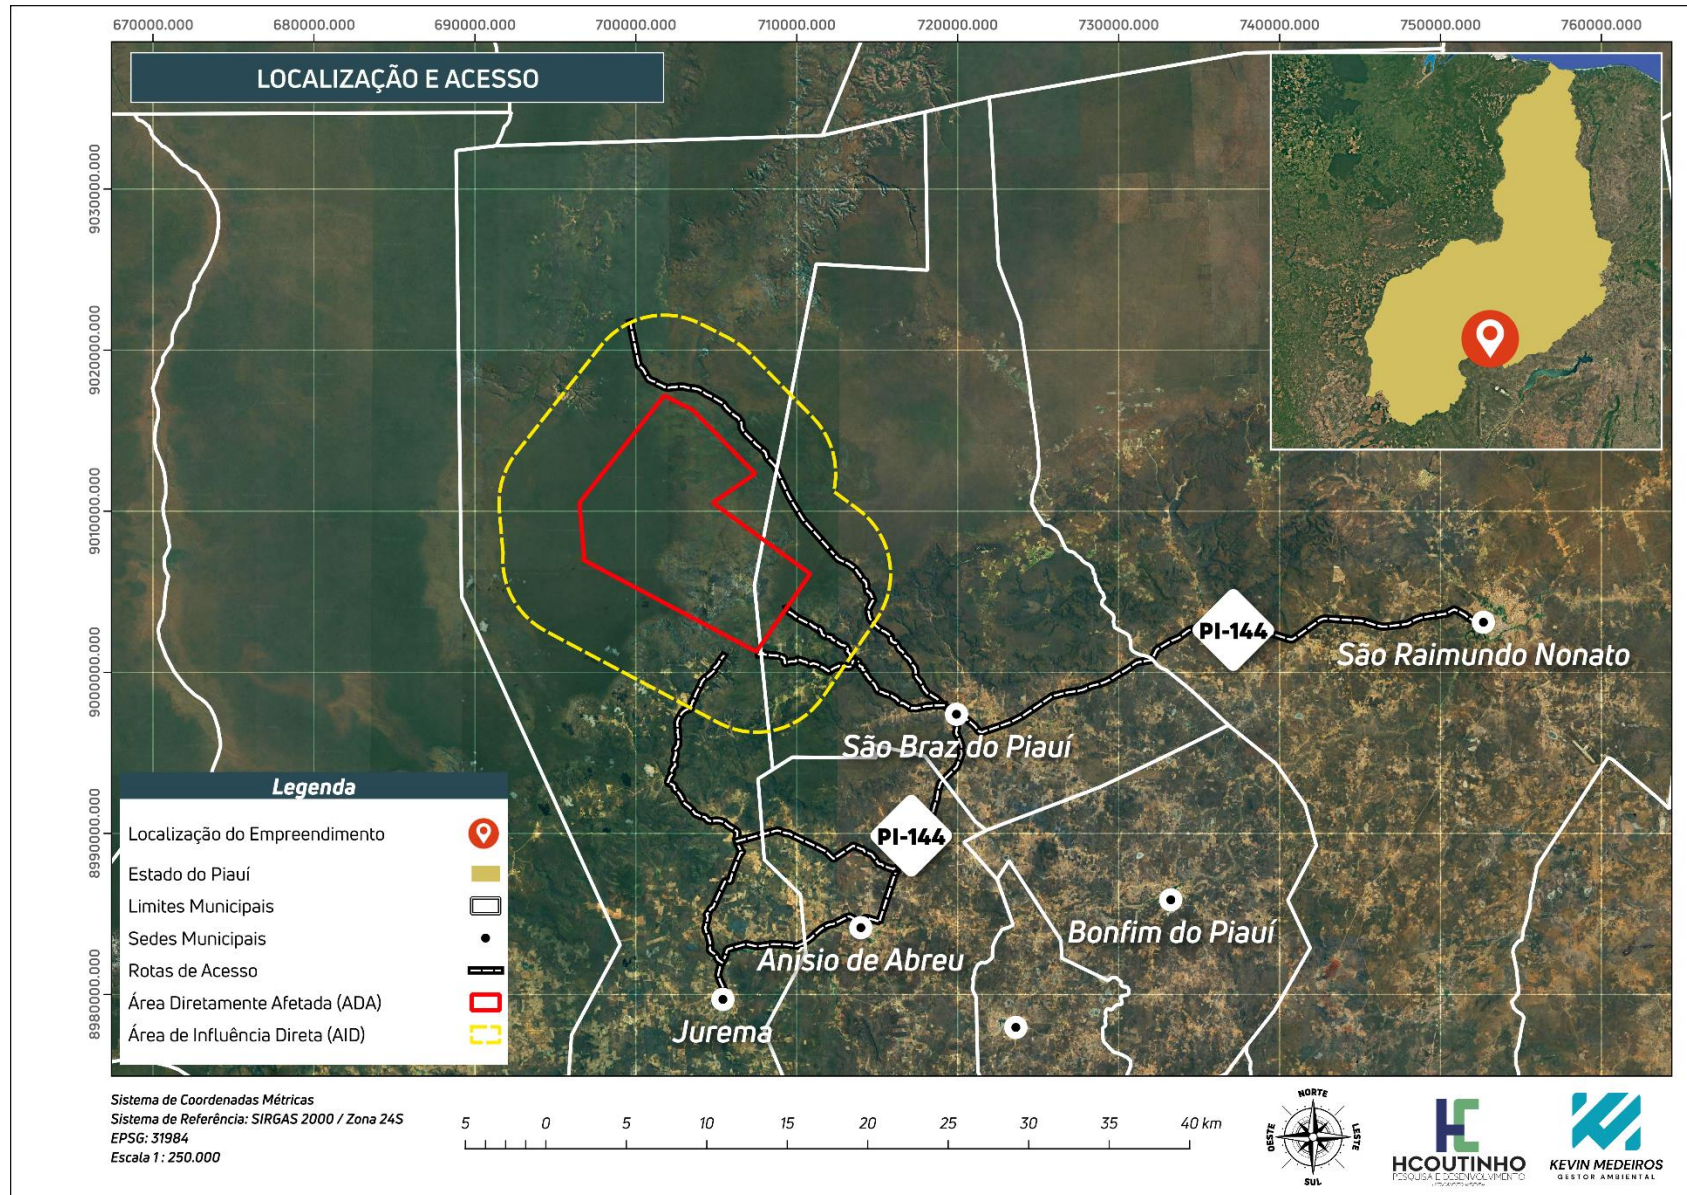 670000.000 680000.000 690000.000 700000.000 710000.000 720000.000 730000.000 740000.000 750000.000 760000.000
LOCALIZAÇÃO E ACESSO
9030000.000
9020000.000
9010000.000
9000000.000
8990000.000
8980000.000
PI-144
São Raimundo Nonato
São Braz do Piauí
PI-144
Bonfim do Piauí
Anísio de Abreu
Jurema
Legenda
Localização do Empreendimento
Estado do Piauí
Limites Municipais
Sedes Municipais
Rotas de Acesso
Área Diretamente Afetada (ADA)
Área de Influência Direta (AID)
Sistema de Coordenadas Métricas
Sistema de Referência: SIRGAS 2000 / Zona 24S
EPSG: 31984
Escala 1 : 250.000
5 0 5 10 15 20 25 30 35 40 km
NORTE
OESTE
LESTE
SUL
HC
HCOUTINHO
PESQUISA E DESENVOLVIMENTO
KEVIN MEDEIROS
GESTOR AMBIENTAL